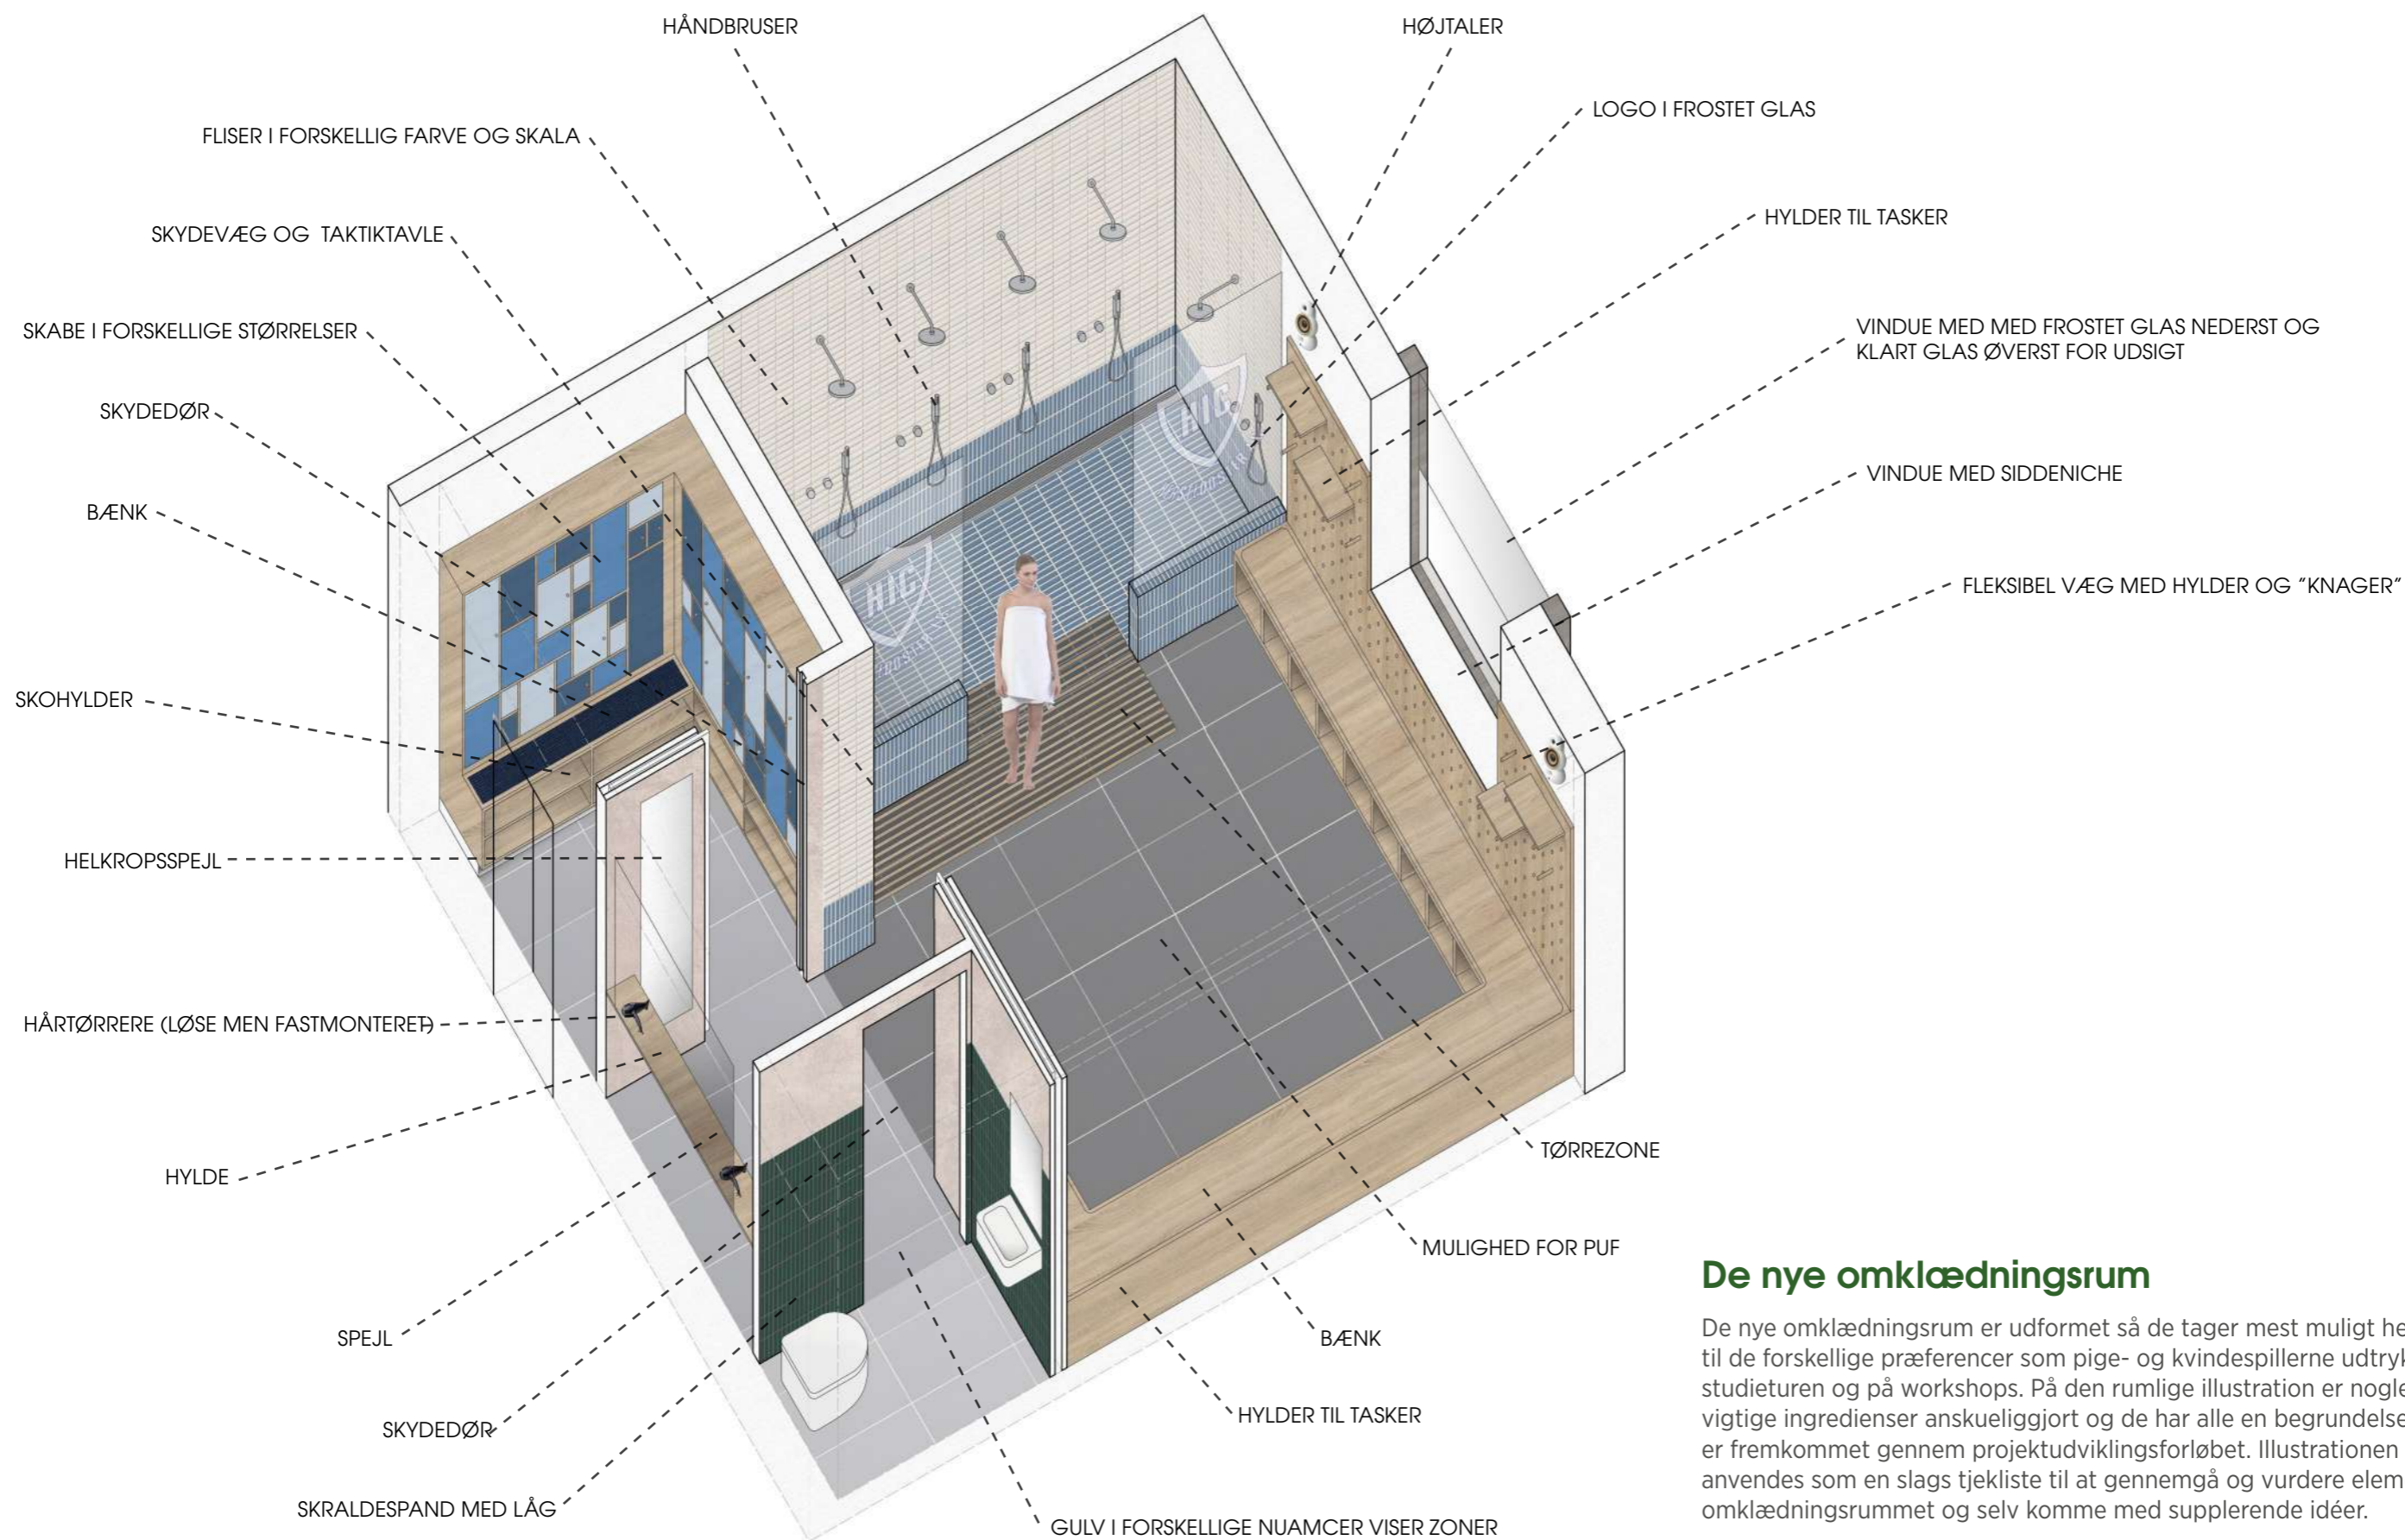 HÅNDBRUSER
HØJTALER
LOGO I FROSTET GLAS
FLISER I FORSKELLIG FARVE OG SKALA
HYLDER TIL TASKER
SKYDEVÆG OG TAKTIKTAVLE
VINDUE MED MED FROSTET GLAS NEDERST OG
KLART GLAS ØVERST FOR UDSIGT
SKABE I FORSKELLIGE STØRRELSER
SKYDEDØR
HIC
VINDUE MED SIDDENICHE
BÆNK
FLEKSIBEL VÆG MED HYLDER OG "KNAGER"
HIC
SKOHYLDER
HELKROPSSPEJL
HÅRTØRRERE (LØSE MEN FASTMONTERET)
TØRREZONE
HYLDE
MULIGHED FOR PUF
SPEJL
BÆNK
SKYDEDØR
HYLDER TIL TASKER
SKRALDESPAND MED LÅG
GULV I FORSKELLIGE NUAMCER VISER ZONER
De nye omklædningsrum
De nye omklædningsrum er udformet så de tager mest muligt
til de forskellige præferencer som pige- og kvindespillerne
studieturen og på workshops. På den rumlige illustration er nogle
vigtige ingredienser anskueliggjort og de har alle en begrundelse
er fremkommet gennem projektudviklingsforløbet. Illustrationen
anvendes som en slags tjekliste til at gennemgå og vurdere
omklædningsrummet og selv komme med supplerende idéer.